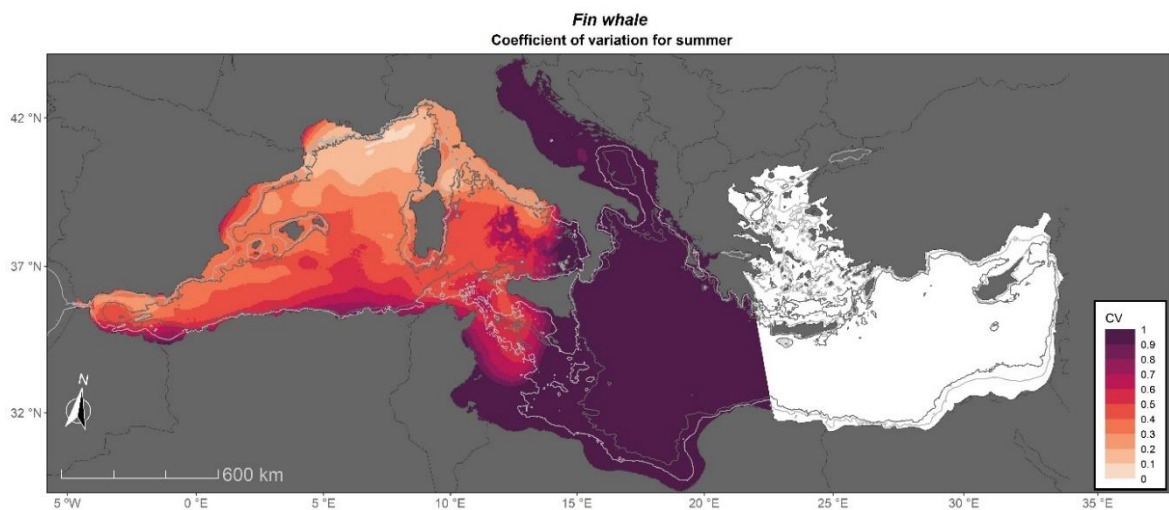 Fin whale
Coefficient of variation for summer
42 °N
37 °N
32 °N
N
600 km
CV
1
0.9
0.8
0.7
0.6
0.5
0.4
0.3
0.2
0.1
0
5 ºW
0 °E
5 °E
10 °E
15 °E
20 °E
25 °E
30 °E
35 °E